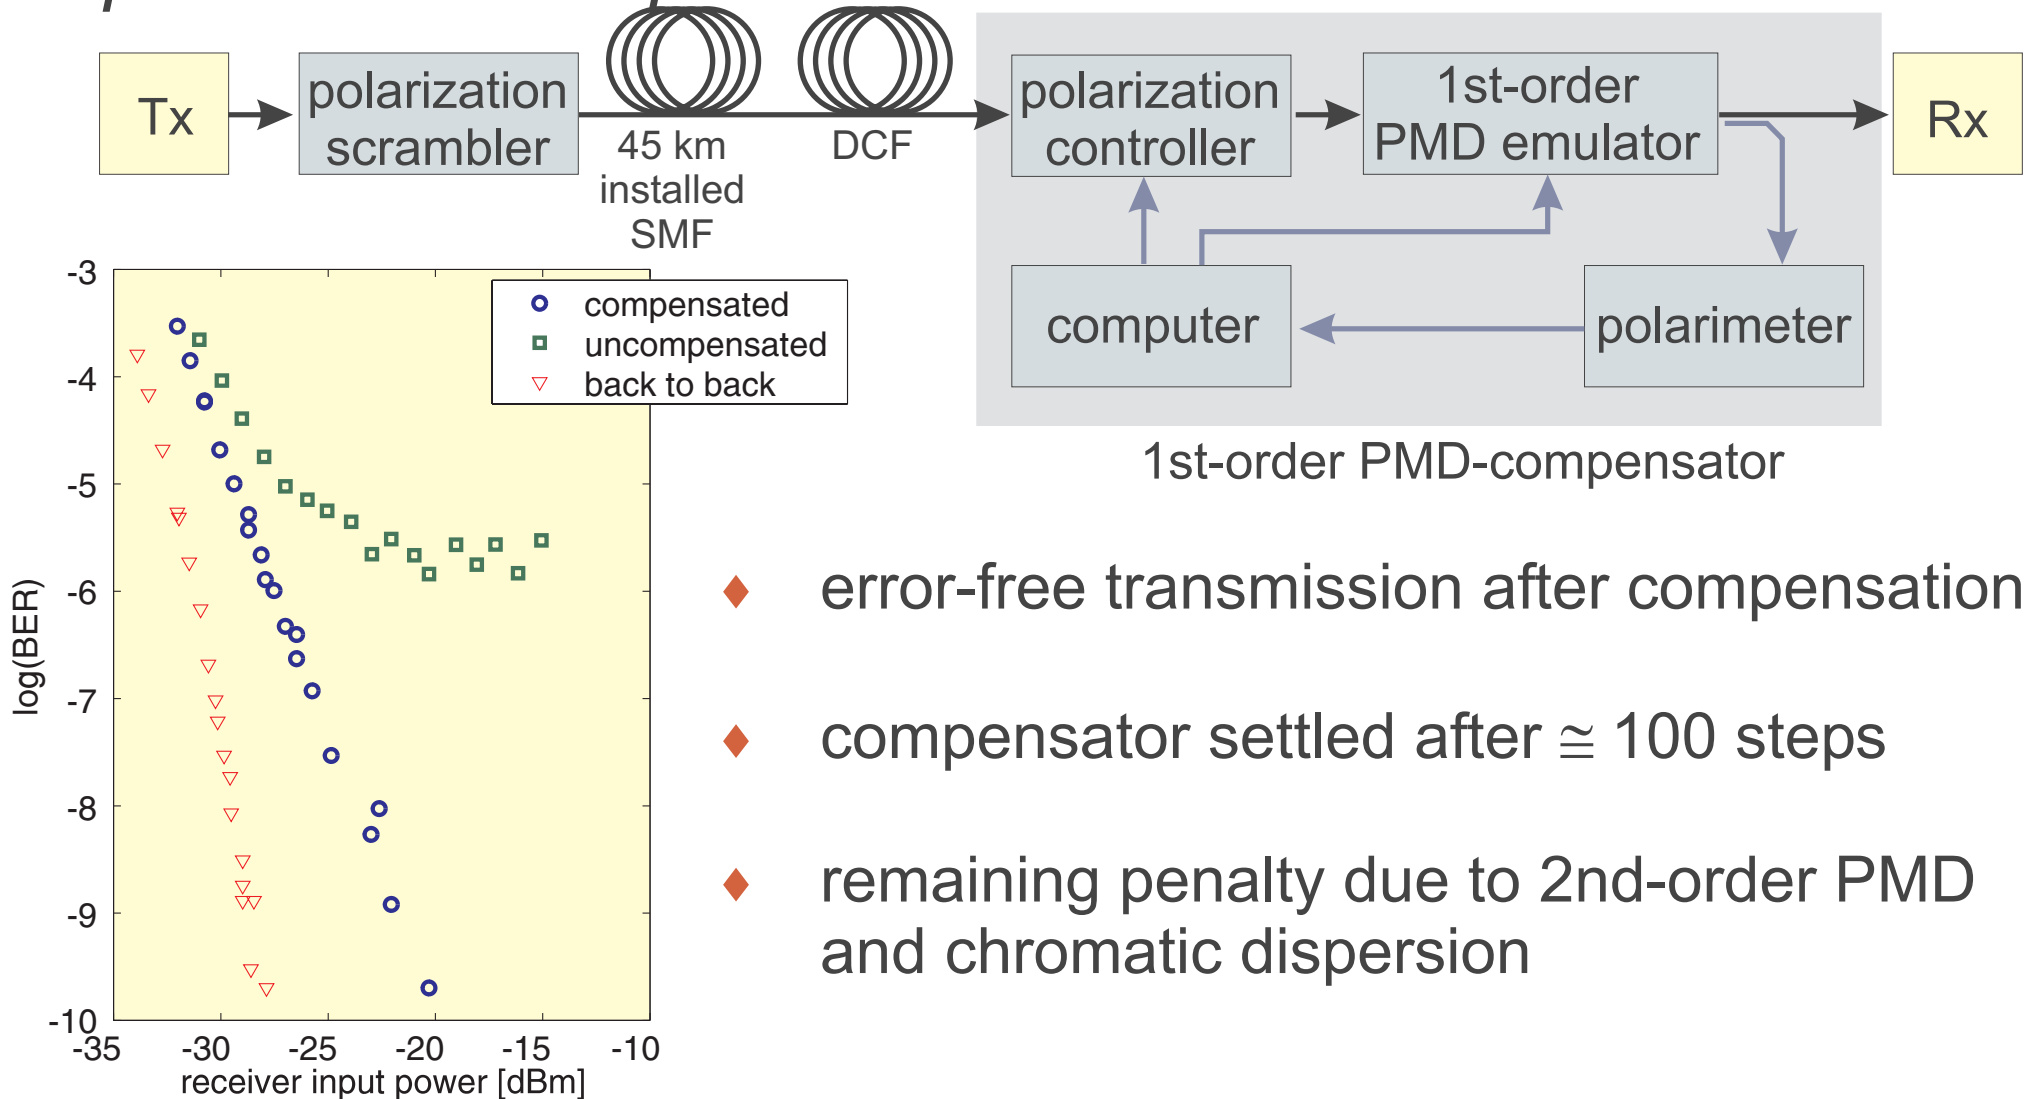 Tx
polarization
scrambler
45 km
installed
SMF
DCF
polarization
controller
1st-order
PMD emulator
Rx
computer
polarimeter
1st-order PMD-compensator
compensated
uncompensated
back to back
-3
-4
-5
-6
-7
-8
-9
-10
log(BER)
-35 -30 -25 -20 -15 -10
receiver input power [dBm]
♦ error-free transmission after compensation
♦ compensator settled after ≅ 100 steps
♦ remaining penalty due to 2nd-order PMD
and chromatic dispersion